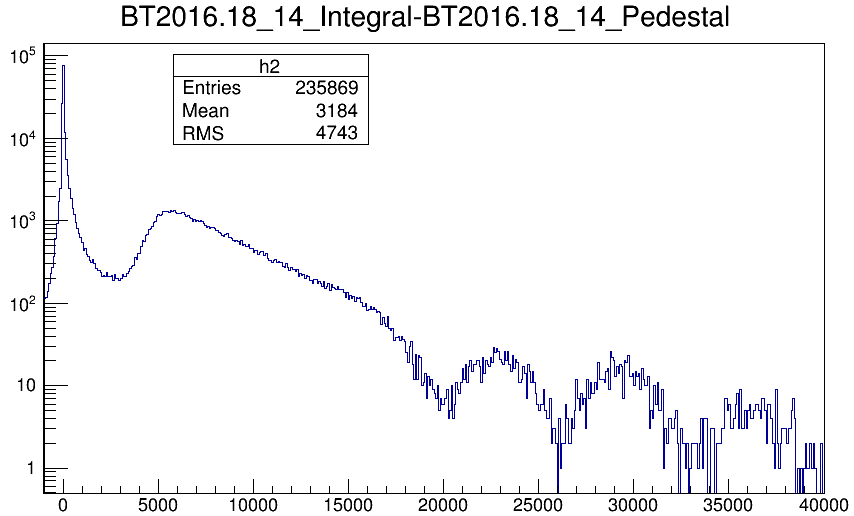 BT2016.18_14_Integral-BT2016.18_14_Pedestal
h2
Entries 235869
Mean 3184
RMS 4743
10^5
10^4
10^3
10^2
10
1
0 5000 10000 15000 20000 25000 30000 35000 40000